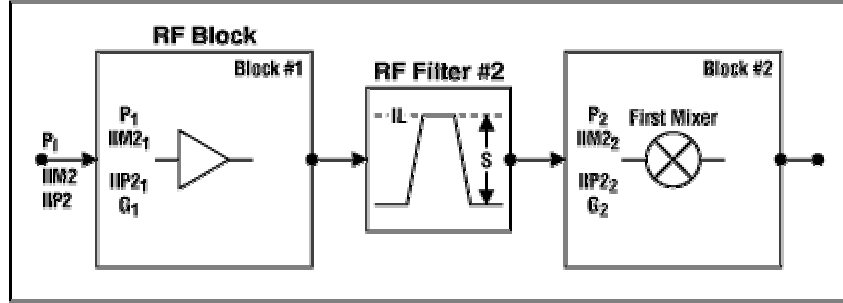 RF Block
Block #1
P1
IIM21
IIP21
G1
PI
IIM2
IIP2
RF Filter #2
IL
S
Block #2
P2
First Mixer
IIM22
IIP22
G2